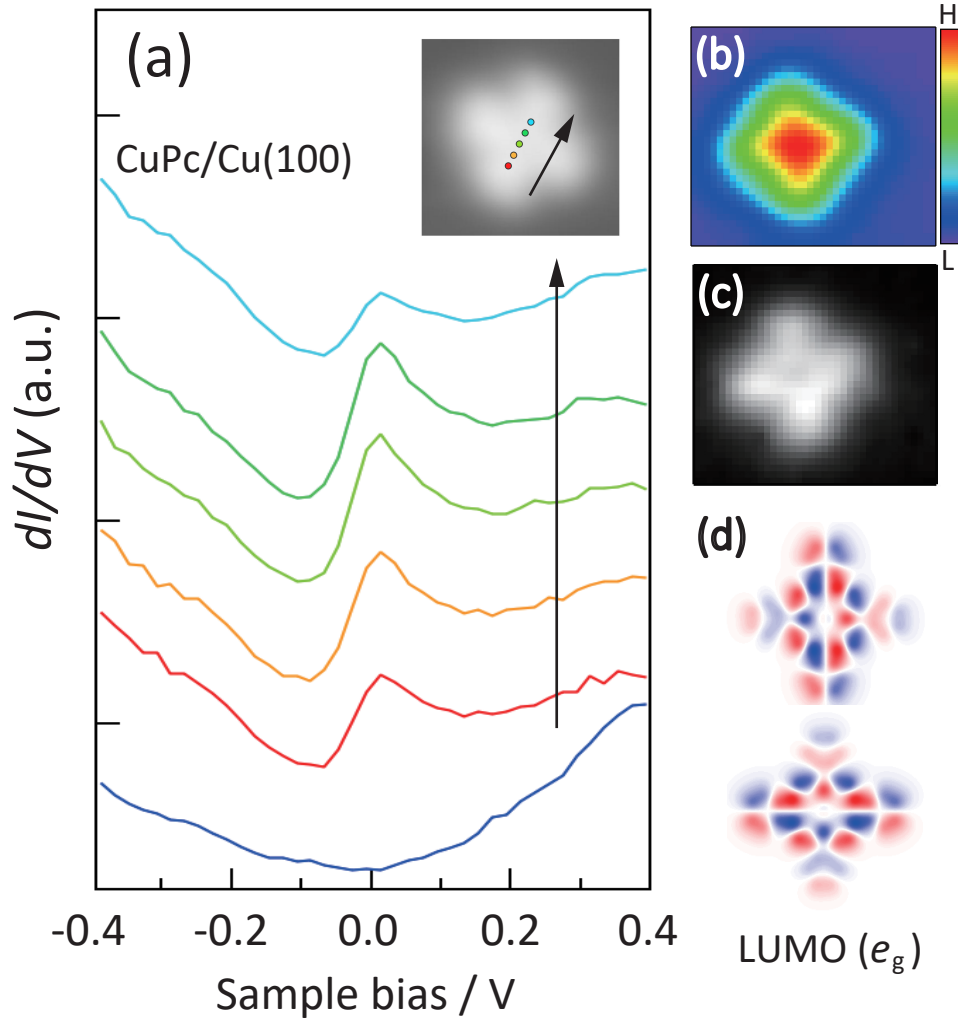 (a)
CuPc/Cu(100)
dI/dV (a.u.)
-0.4 -0.2 0.0 0.2 0.4
Sample bias / V
(b)
H
L
(c)
(d)
LUMO (eg)